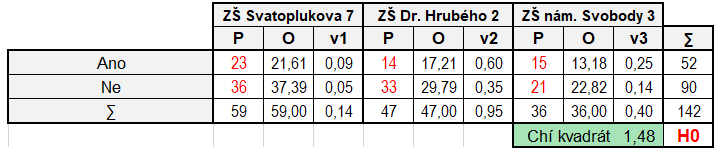 ZŠ Svatoplukova 7 ZŠ Dr. Hrubého 2 ZŠ nám. Svobody 3
P O v1 P O v2 P O v3 ∑
Ano 23 21,61 0,09 14 17,21 0,60 15 13,18 0,25 52
Ne 36 37,39 0,05 33 29,79 0,35 21 22,82 0,14 90
∑ 59 59,00 0,14 47 47,00 0,95 36 36,00 0,40 142
Chí kvadrát 1,48 H0